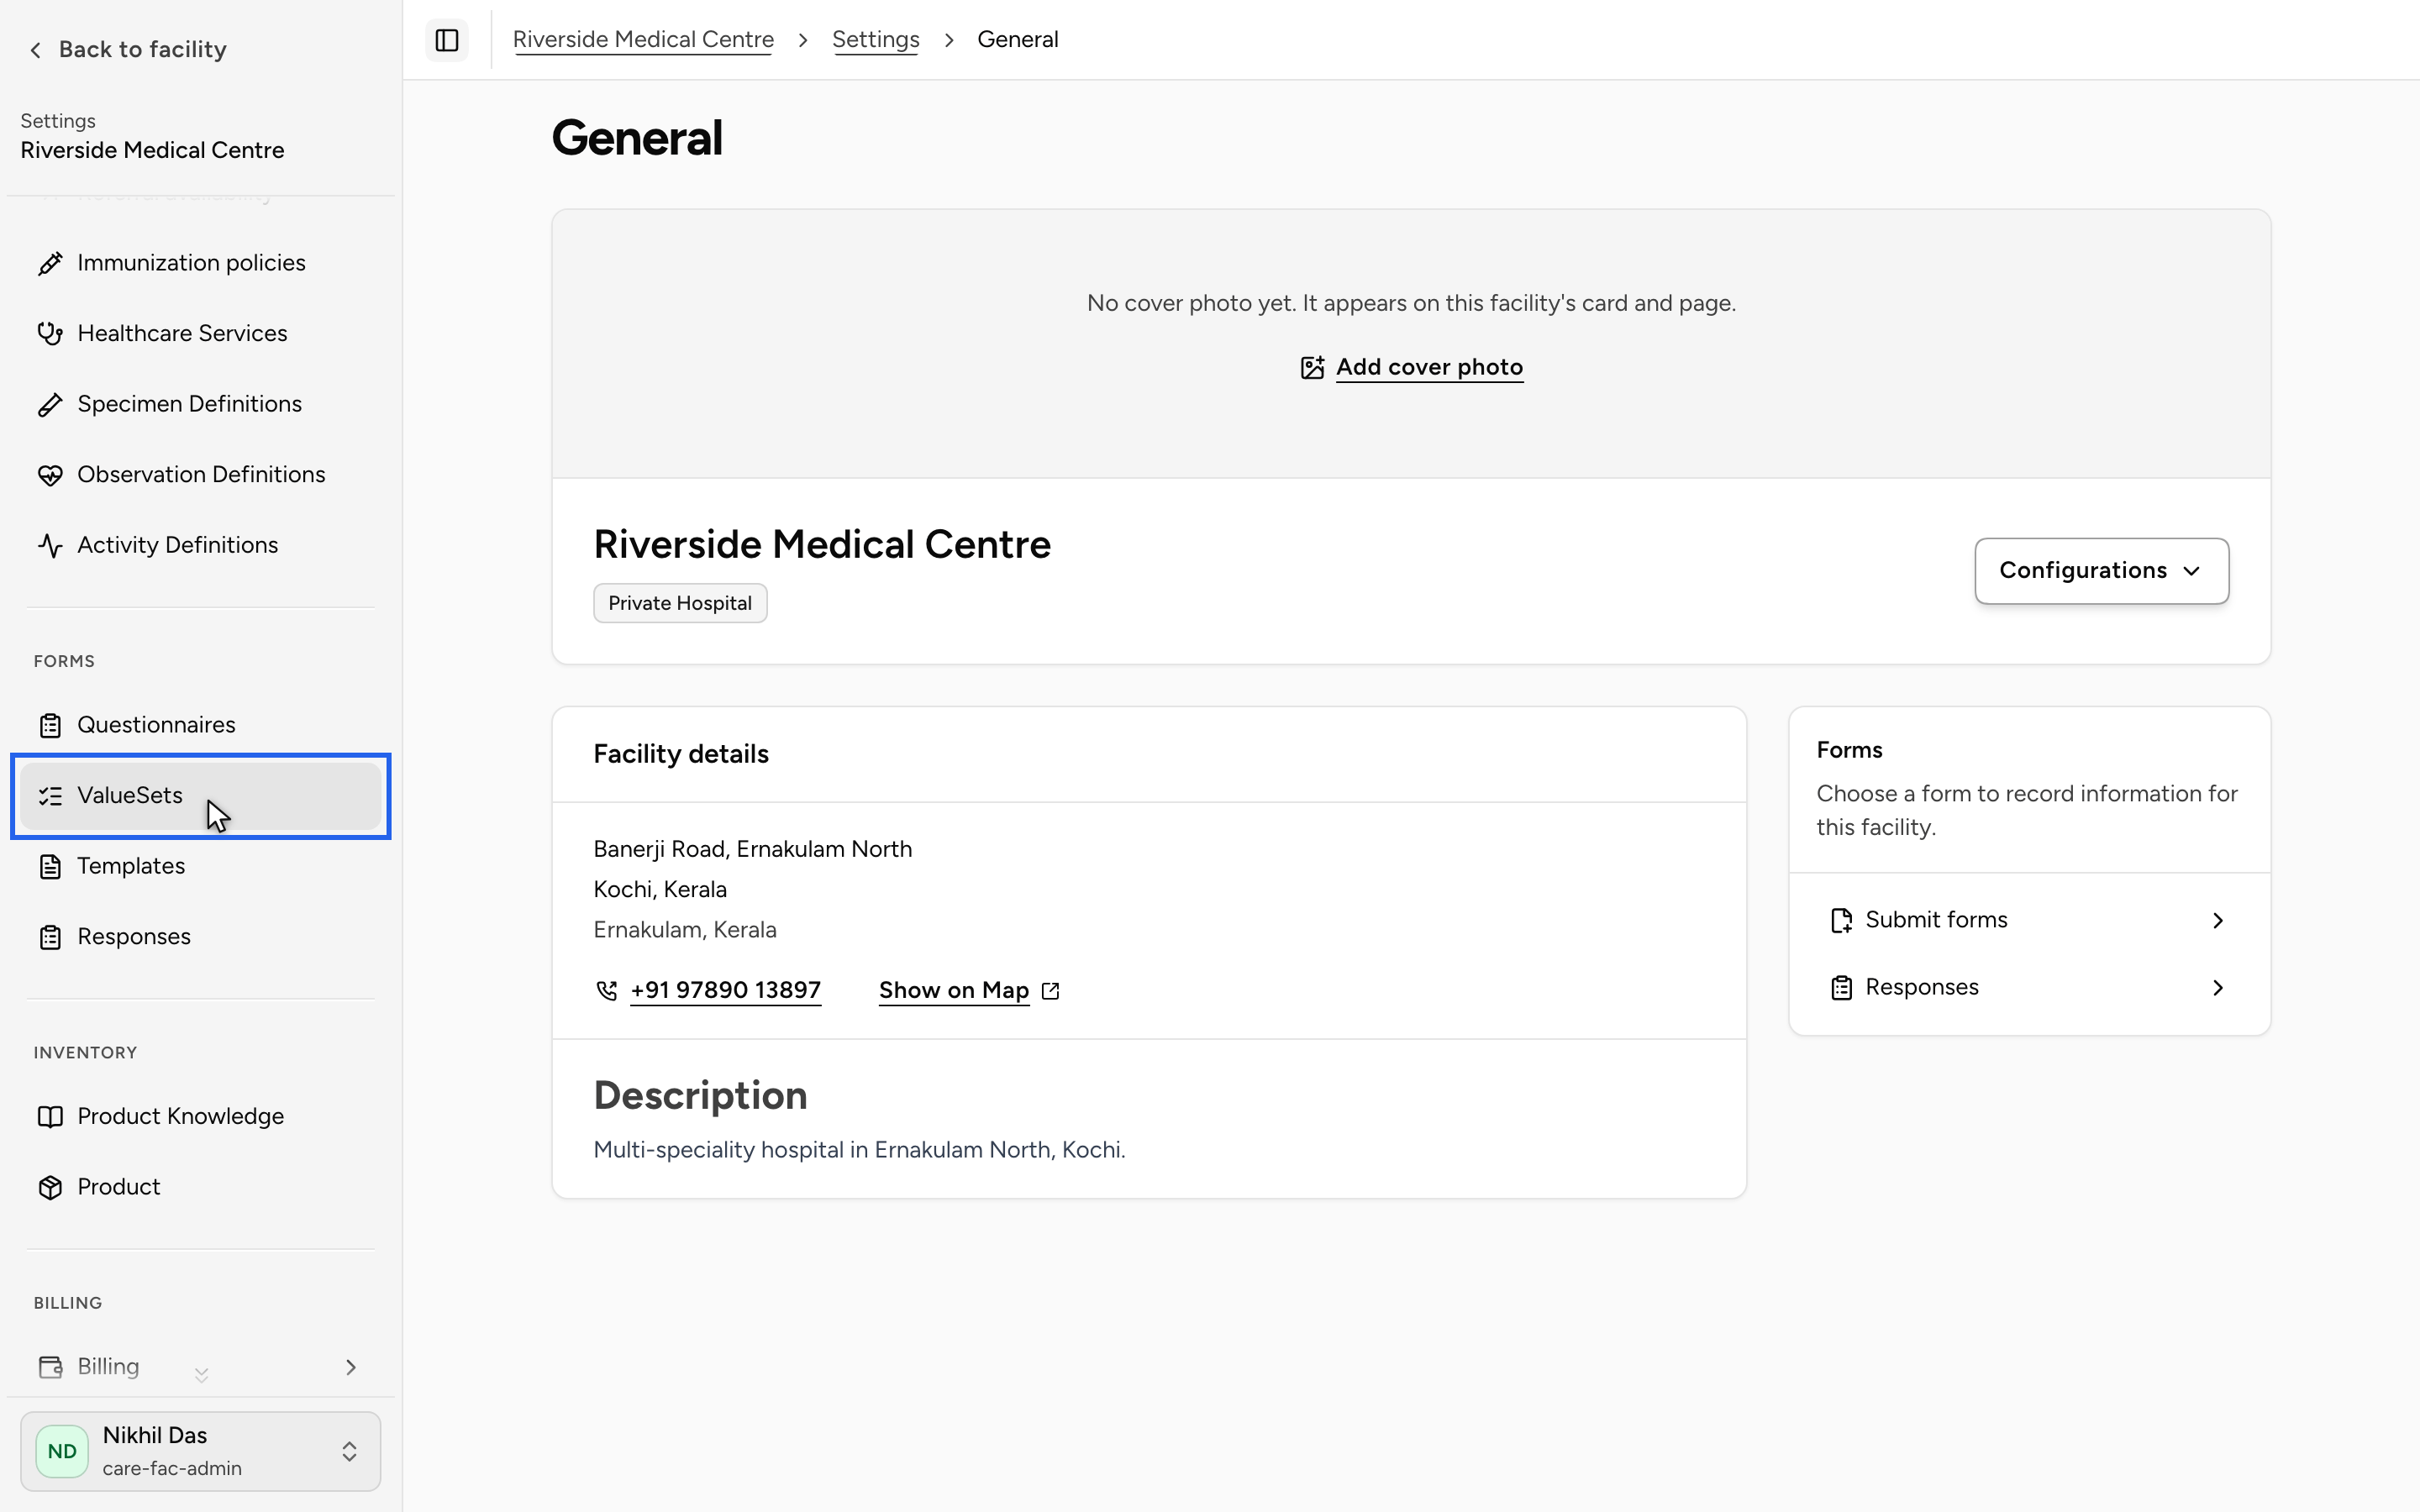 Back to facility
Settings
Riverside Medical Centre
Immunization policies
Healthcare Services
Specimen Definitions
Observation Definitions
Activity Definitions
FORMS
Questionnaires
ValueSets
Templates
Responses
INVENTORY
Product Knowledge
Product
BILLING
Billing
ND
Nikhil Das
care-fac-admin
Riverside Medical Centre > Settings > General
General
No cover photo yet. It appears on this facility's card and page.
Add cover photo
Riverside Medical Centre
Private Hospital
Configurations
Facility details
Banerji Road, Ernakulam North
Kochi, Kerala
Ernakulam, Kerala
+91 97890 13897 Show on Map
Description
Multi-speciality hospital in Ernakulam North, Kochi.
Forms
Choose a form to record information for
this facility.
Submit forms
Responses